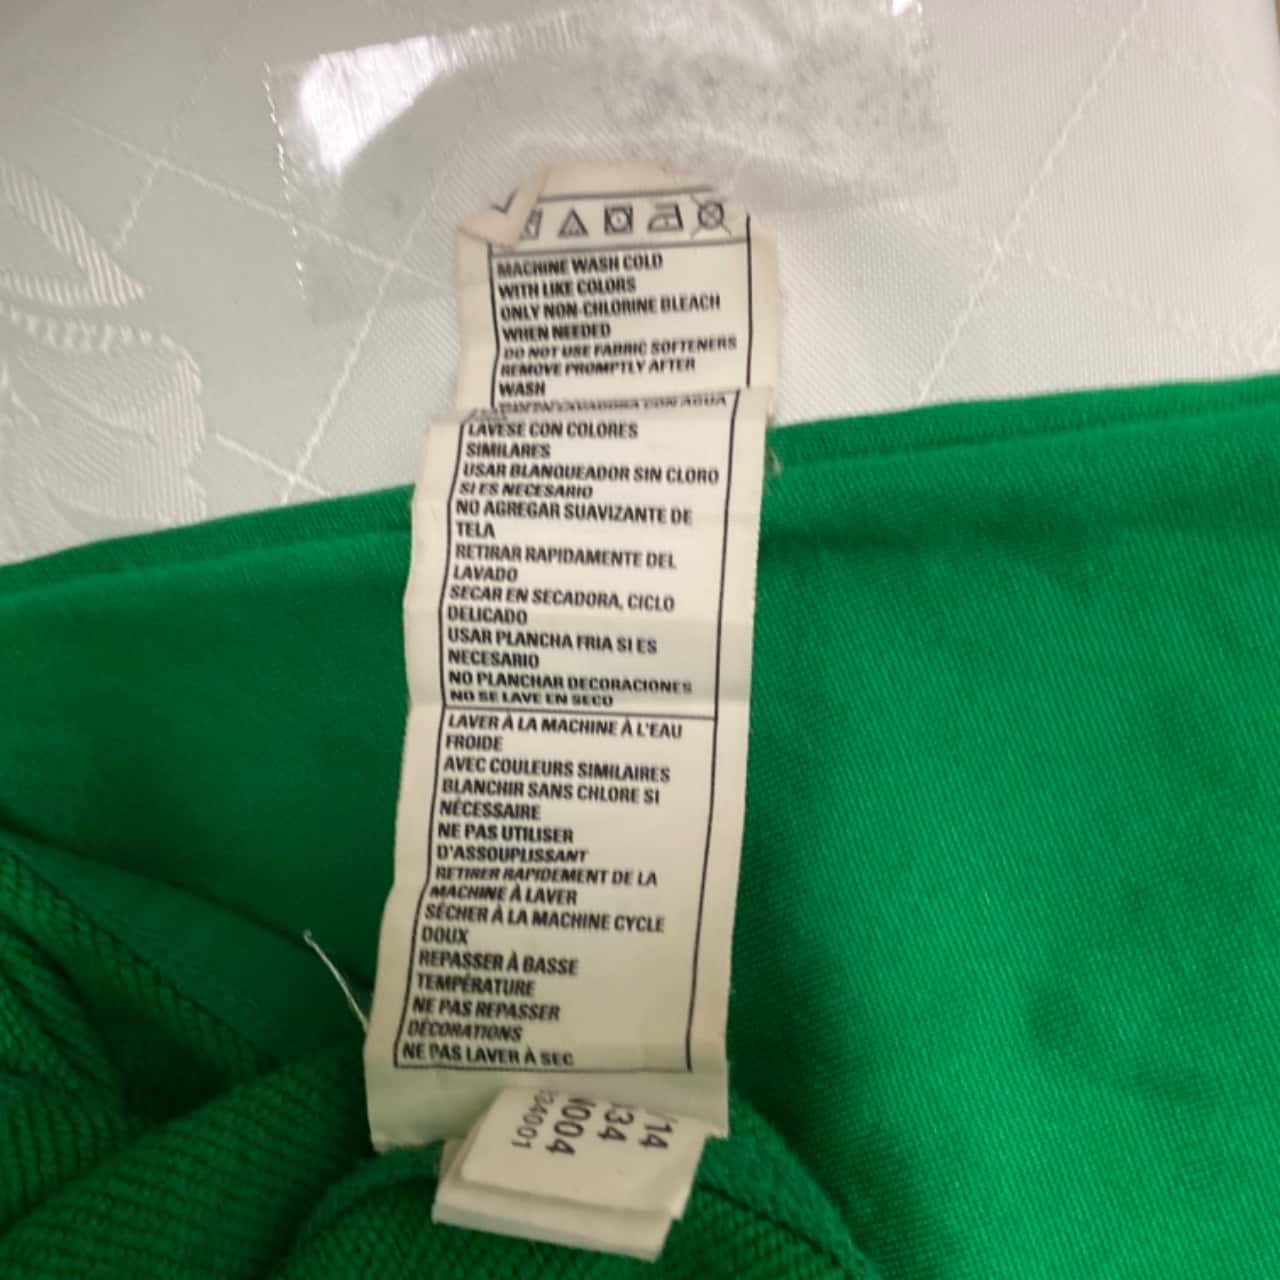 MACHINE WASH COLD
WITH LIKE COLORS
ONLY NON-CHLORINE BLEACH
WHEN NEEDED
DO NOT USE FABRIC SOFTENERS
REMOVE PROMPTLY AFTER
WASH
LAVESE CON COLORES
SIMILARES
USAR BLANQUEADOR SIN CLORO
SI ES NECESARIO
NO AGREGAR SUAVIZANTE DE
TELA
RETIRAR RAPIDAMENTE DEL
LAVADO
SECAR EN SECADORA, CICLO
DELICADO
USAR PLANCHA FRIA SI ES
NECESARIO
NO PLANCHAR DECORACIONES
NO SE LAVE EN SECO
LAVER À LA MACHINE À L'EAU
FROIDE
AVEC COULEURS SIMILAIRES
BLANCHIR SANS CHLORE SI
NÉCESSAIRE
NE PAS UTILISER
D'ASSOUPLISSANT
RETIRER RAPIDEMENT DE LA
MACHINE À LAVER
SÉCHER À LA MACHINE CYCLE
DOUX
REPASSER À BASSE
TEMPÉRATURE
NE PAS REPASSER
DÉCORATIONS
NE PAS LAVER À SEC
/14
34
004
34001